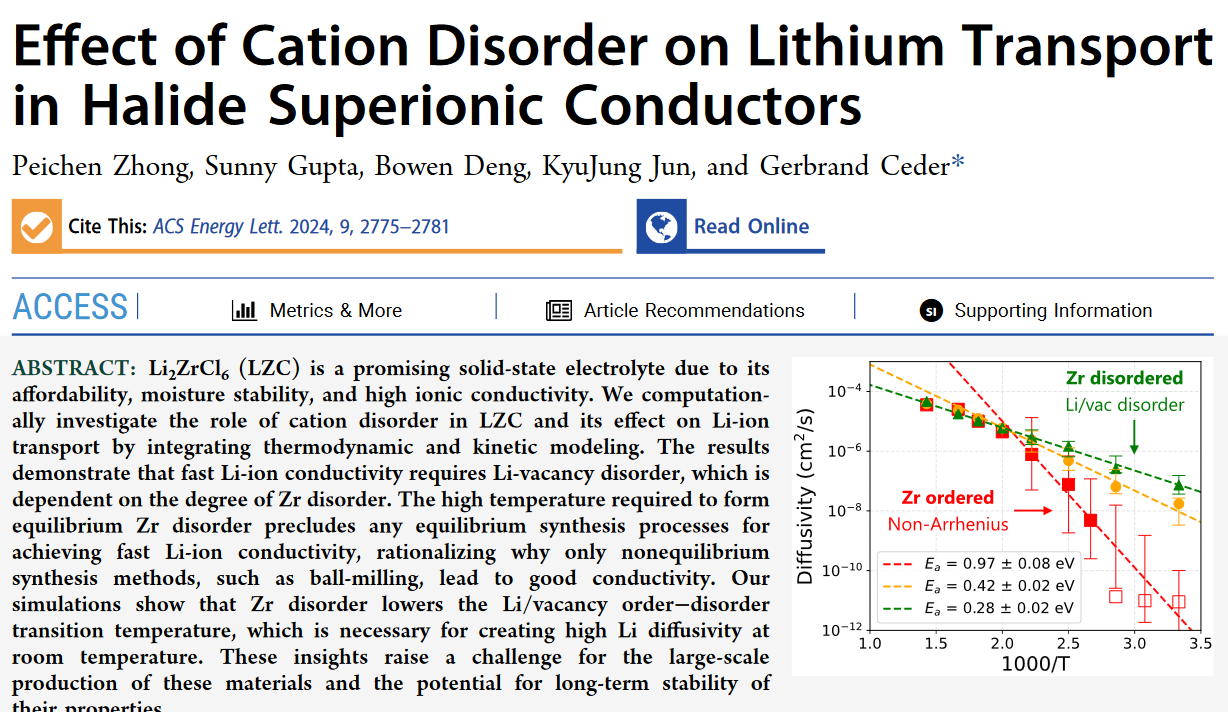 Effect of Cation Disorder on Lithium Transport
in Halide Superionic Conductors
Peichen Zhong, Sunny Gupta, Bowen Deng, KyuJung Jun, and Gerbrand Ceder*
Cite This: ACS Energy Lett. 2024, 9, 2775–2781
Read Online
ACCESS
Metrics & More
Article Recommendations
SI Supporting Information
ABSTRACT: Li₂ZrCl₆ (LZC) is a promising solid-state electrolyte due to its
affordability, moisture stability, and high ionic conductivity. We computation-
ally investigate the role of cation disorder in LZC and its effect on Li-ion
transport by integrating thermodynamic and kinetic modeling. The results
demonstrate that fast Li-ion conductivity requires Li-vacancy disorder, which is
dependent on the degree of Zr disorder. The high temperature required to form
equilibrium Zr disorder precludes any equilibrium synthesis processes for
achieving fast Li-ion conductivity, rationalizing why only nonequilibrium
synthesis methods, such as ball-milling, lead to good conductivity. Our
simulations show that Zr disorder lowers the Li/vacancy order−disorder
transition temperature, which is necessary for creating high Li diffusivity at
room temperature. These insights raise a challenge for the large-scale
production of these materials and the potential for long-term stability of
their properties.
Diffusivity (cm²/s)
10⁻⁴
10⁻⁶
10⁻⁸
10⁻¹⁰
10⁻¹²
Zr disordered
Li/vac disorder
Zr ordered
Non-Arrhenius
Eₐ = 0.97 ± 0.08 eV
Eₐ = 0.42 ± 0.02 eV
Eₐ = 0.28 ± 0.02 eV
1.0 1.5 2.0 2.5 3.0 3.5
1000/T